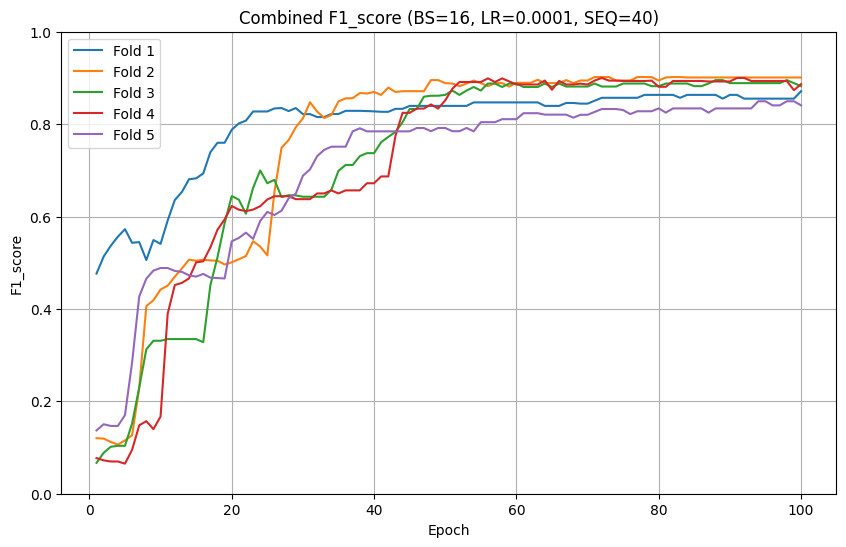 Combined F1_score (BS=16, LR=0.0001, SEQ=40)
Fold 1
Fold 2
Fold 3
Fold 4
Fold 5
1.0
0.8
0.6
0.4
0.2
0.0
F1_score
0 20 40 60 80 100
Epoch